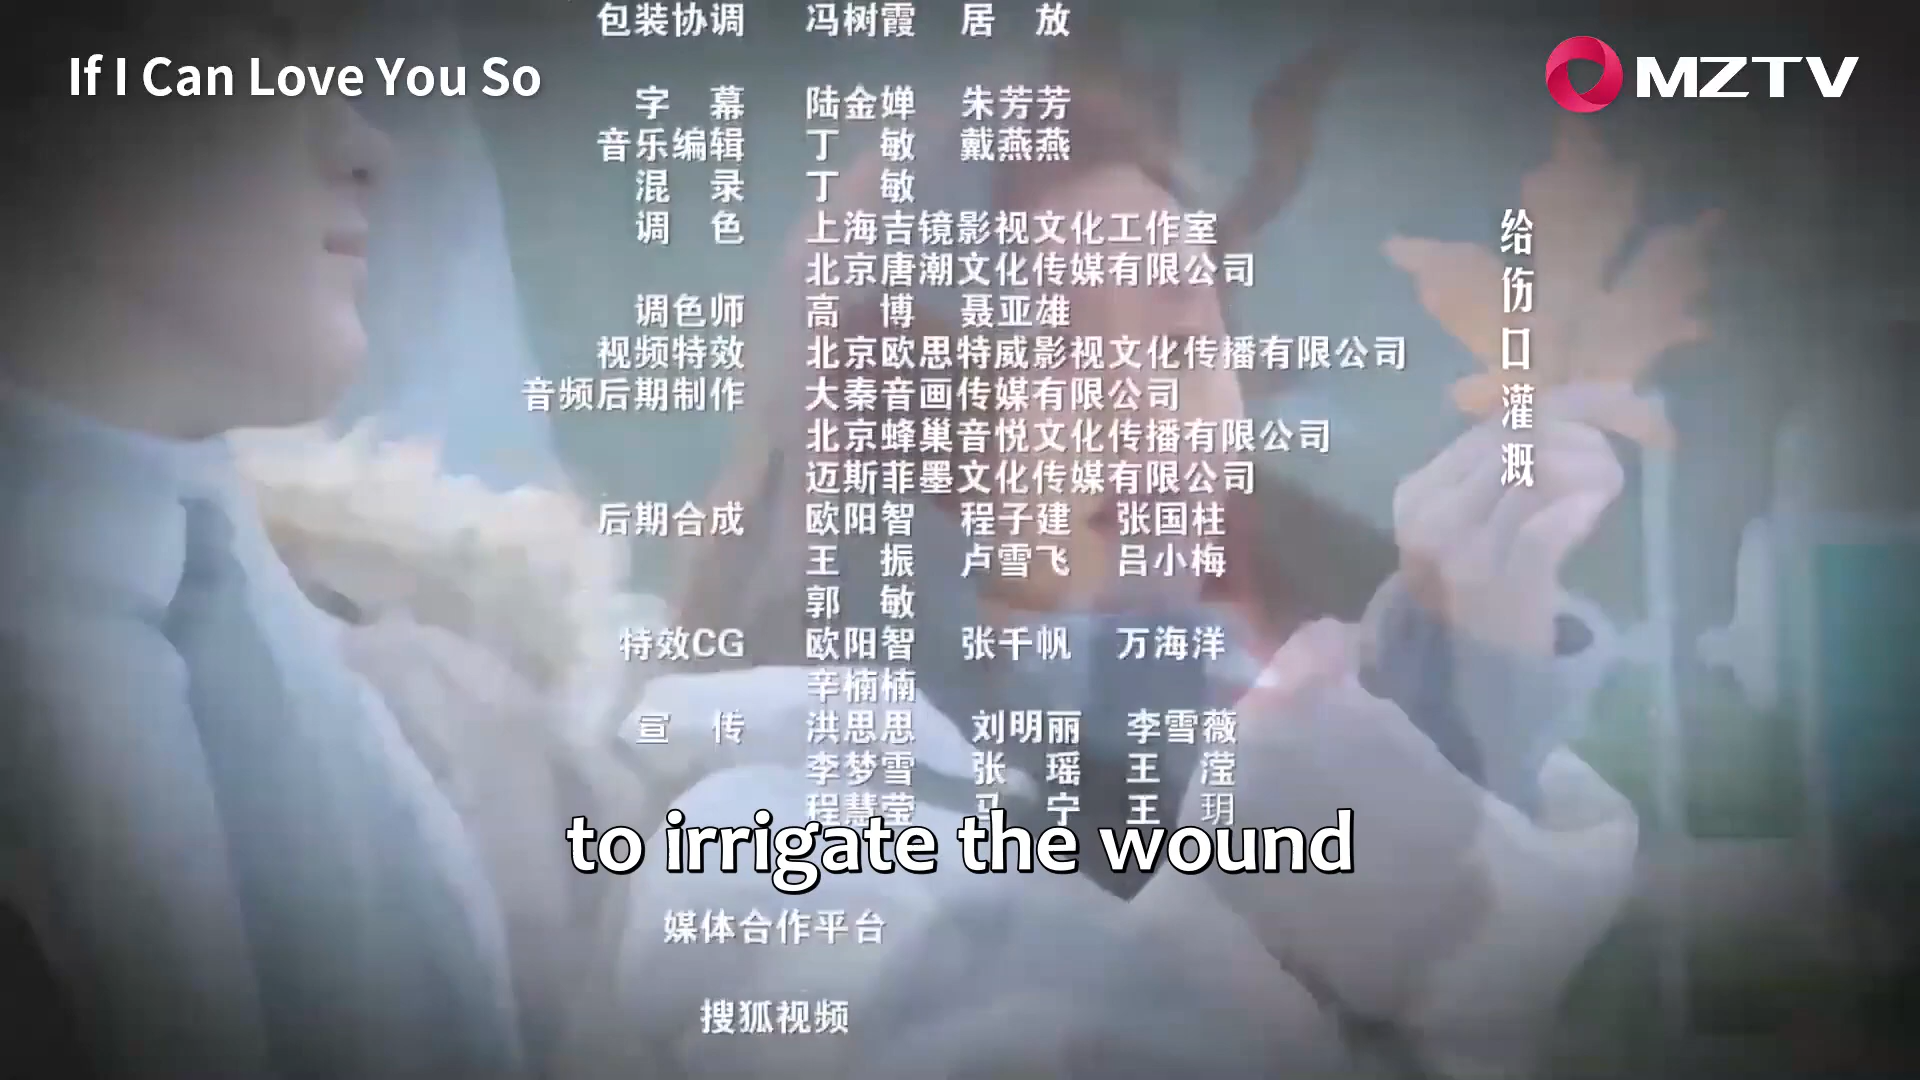 包装协调 冯树霞 居 放
If I Can Love You So
MZTV
字 幕 陆金婵 朱芳芳
音乐编辑 丁 敏 戴燕燕
混 录 丁 敏
调 色 上海吉镜影视文化工作室
北京唐潮文化传媒有限公司
调色师 高 博 聂亚雄
视频特效 北京欧思特威影视文化传播有限公司
音频后期制作 大秦音画传媒有限公司
北京蜂巢音悦文化传播有限公司
迈斯菲墨文化传媒有限公司
后期合成 欧阳智 程子建 张国柱
王 振 卢雪飞 吕小梅
郭 敏
特效CG 欧阳智 张千帆 万海洋
辛楠楠
宣 传 洪思思 刘明丽 李雪薇
李梦雪 张 瑶 王 滢
程慧莹 马 宁 王 玥
给伤口灌溉
to irrigate the wound
媒体合作平台
搜狐视频